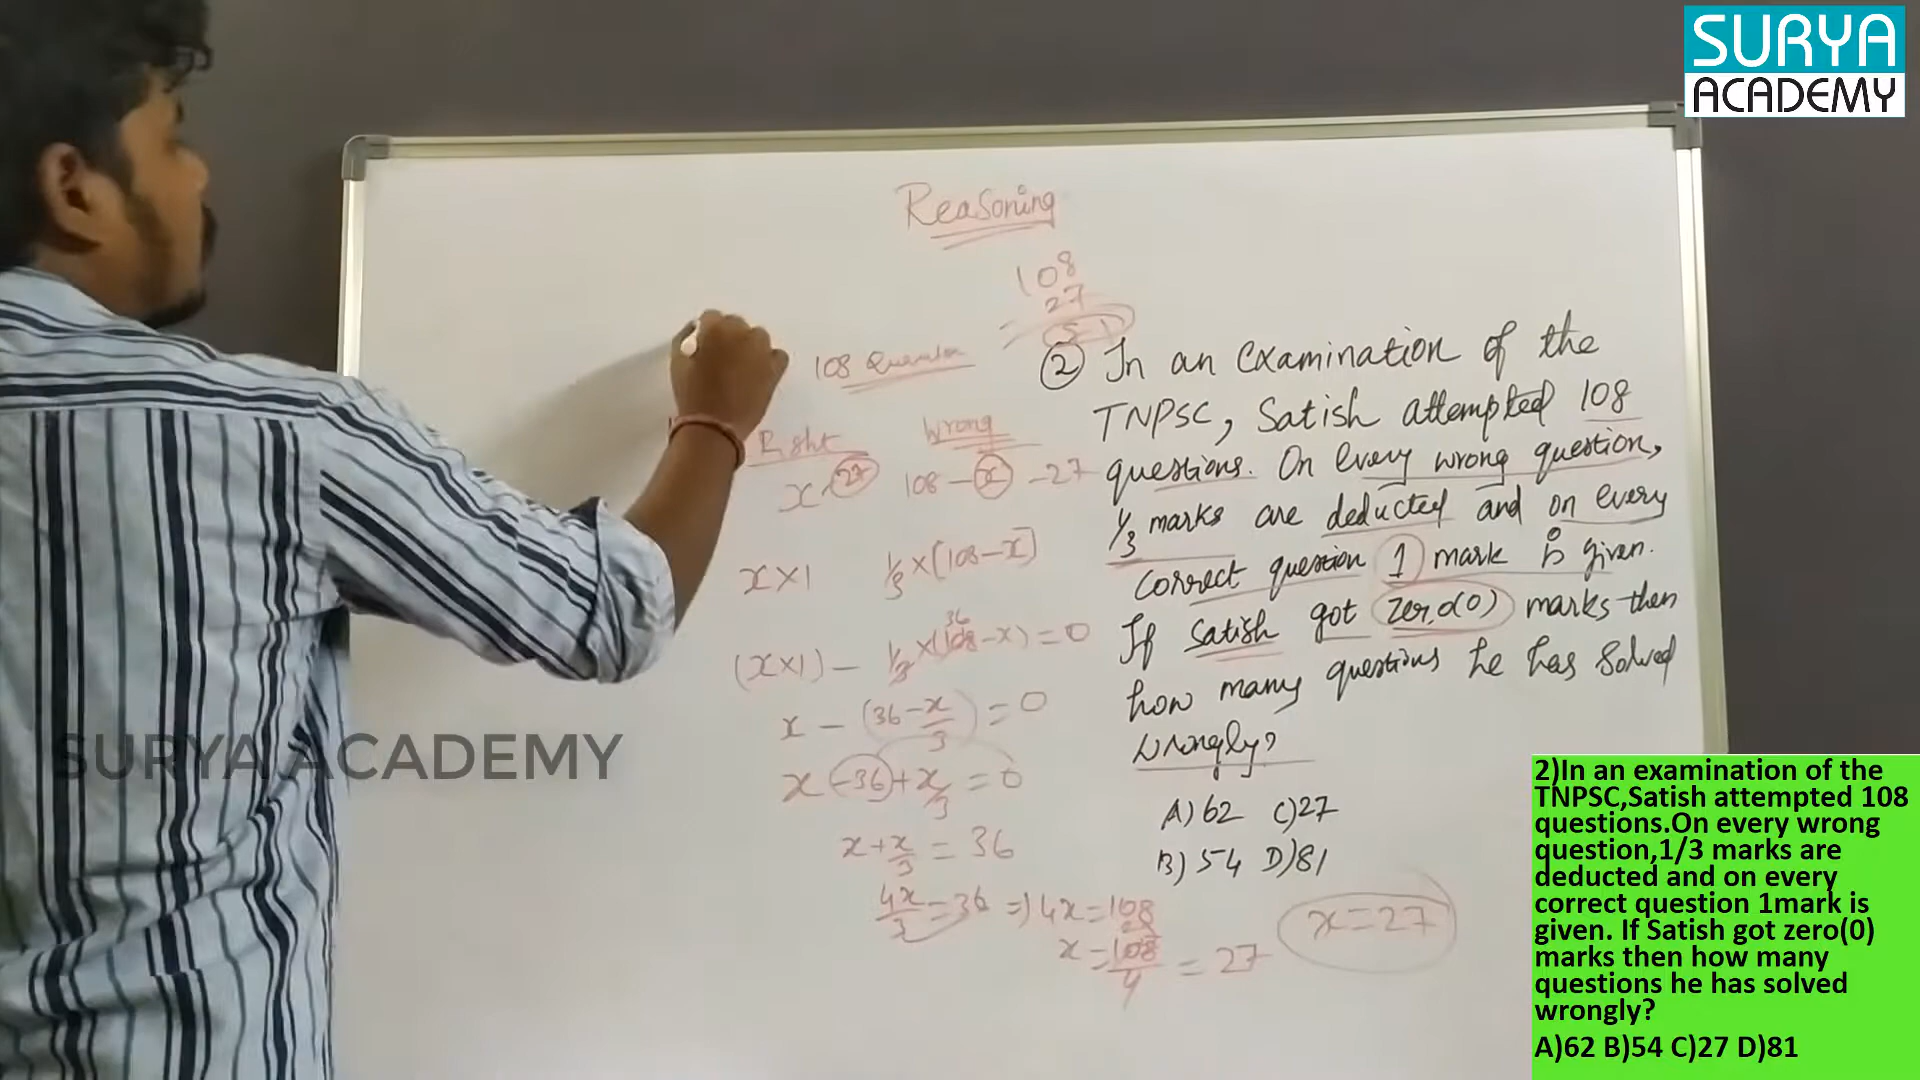 SURYA
ACADEMY
Reasoning
108
27
108 Question
Right Wrong
x 27 108 - x - 27
x×1 1/3×[108-x]
36
(x×1) - 1/3×(108-x) = 0
x - (36 - x/3) = 0
x - 36 + x/3 = 0
x + x/3 = 36
4x/3 = 36 => 4x = 108
x = 108/4 = 27
x = 27
② In an Examination of the
TNPSC, Satish attempted 108
questions. On every wrong question,
1/3 marks are deducted and on every
correct question 1 mark is given.
If Satish got zero(0) marks then
how many questions he has solved
wrongly?
A) 62 C) 27
B) 54 D) 81
SURYA ACADEMY
2)In an examination of the
TNPSC,Satish attempted 108
questions.On every wrong
question,1/3 marks are
deducted and on every
correct question 1mark is
given. If Satish got zero(0)
marks then how many
questions he has solved
wrongly?
A)62 B)54 C)27 D)81